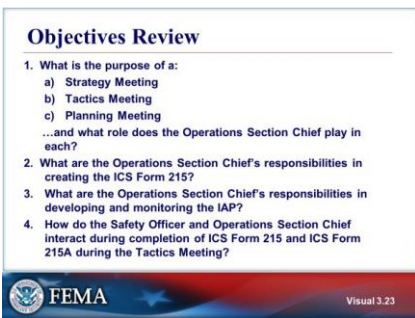 Objectives Review
1. What is the purpose of a:
a) Strategy Meeting
b) Tactics Meeting
c) Planning Meeting
…and what role does the Operations Section Chief play in
each?
2. What are the Operations Section Chief's responsibilities in
creating the ICS Form 215?
3. What are the Operations Section Chief's responsibilities in
developing and monitoring the IAP?
4. How do the Safety Officer and Operations Section Chief
interact during completion of ICS Form 215 and ICS Form
215A during the Tactics Meeting?
FEMA
Visual 3.23